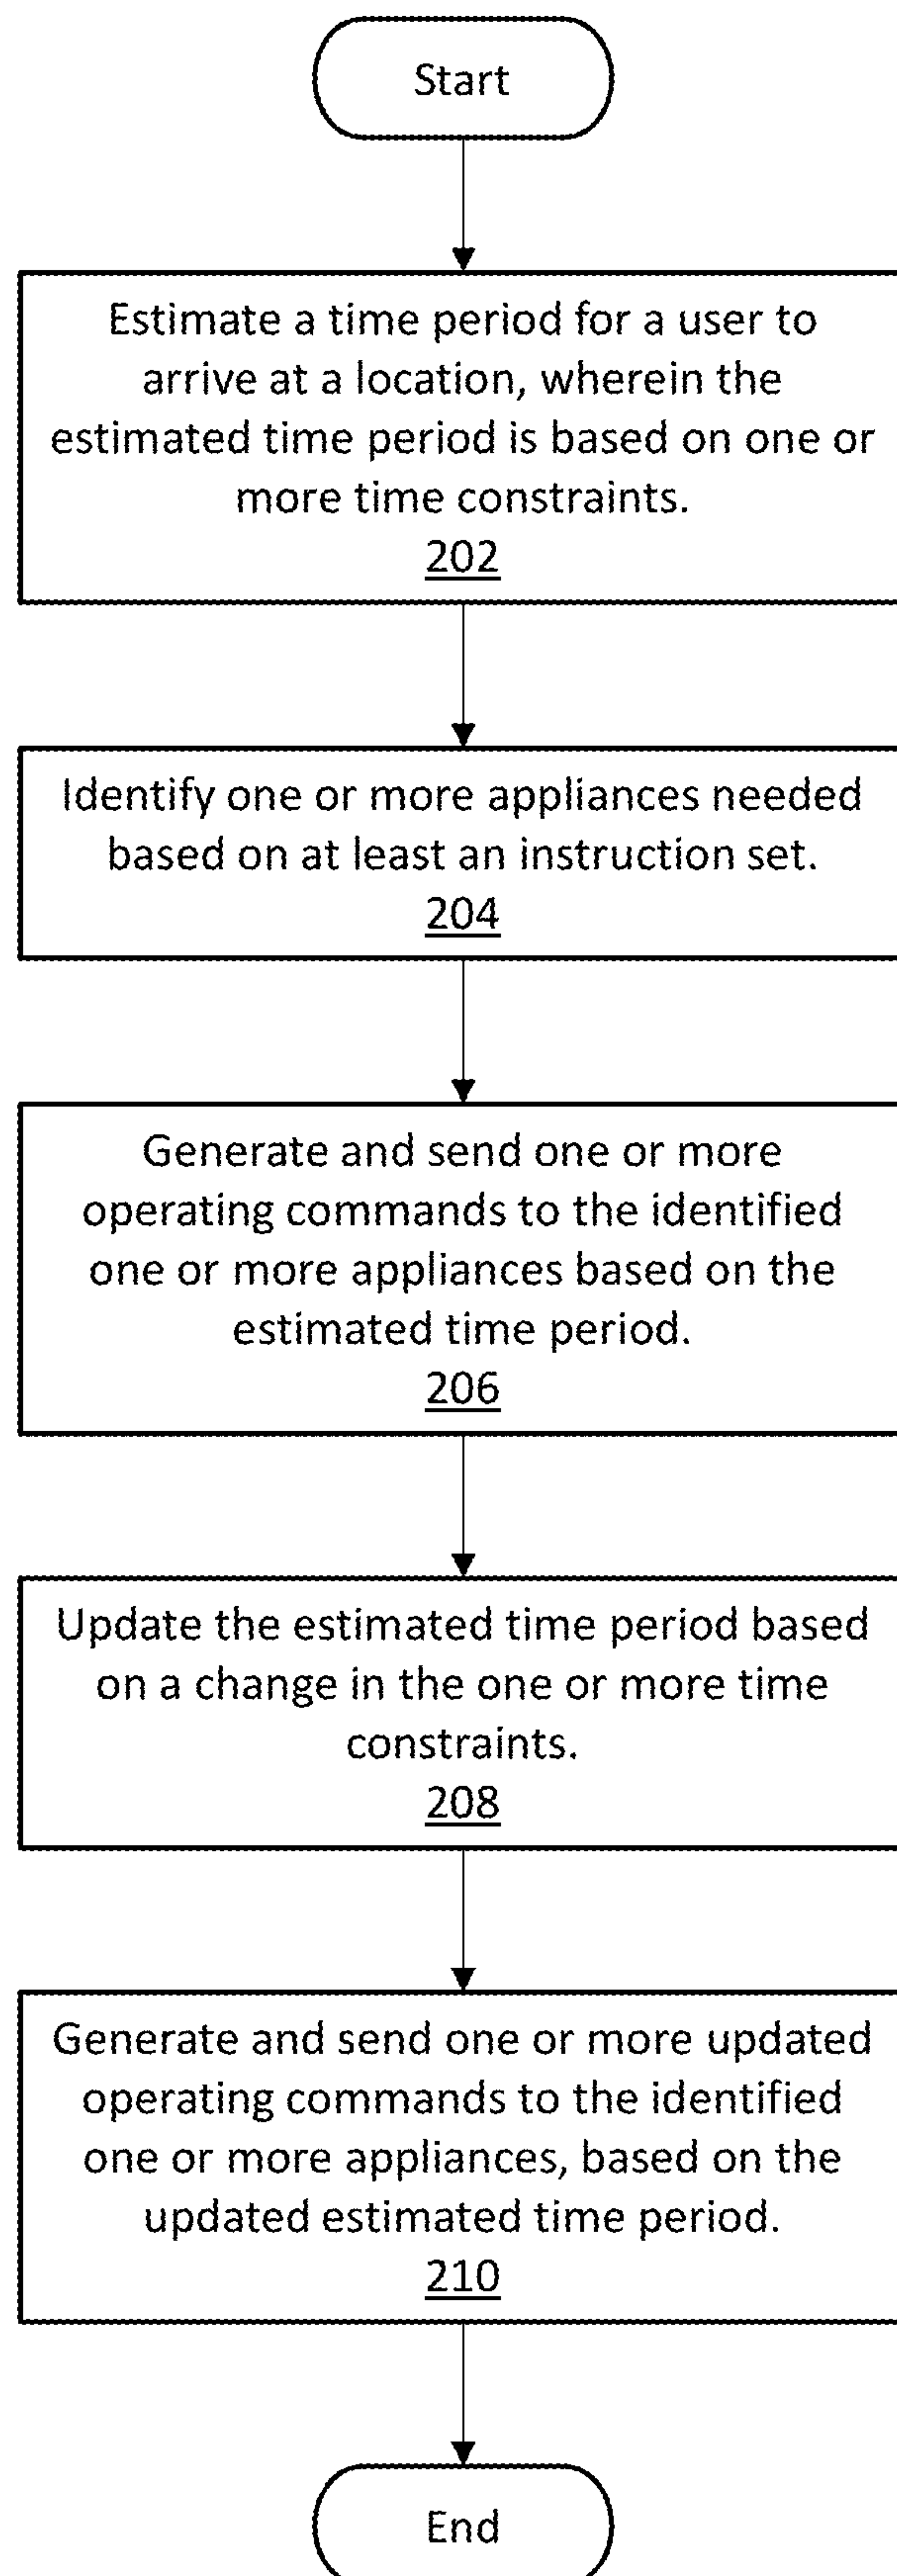 Start
Estimate a time period for a user to
arrive at a location, wherein the
estimated time period is based on one or
more time constraints.
202
Identify one or more appliances needed
based on at least an instruction set.
204
Generate and send one or more
operating commands to the identified
one or more appliances based on the
estimated time period.
206
Update the estimated time period based
on a change in the one or more time
constraints.
208
Generate and send one or more updated
operating commands to the identified
one or more appliances, based on the
updated estimated time period.
210
End